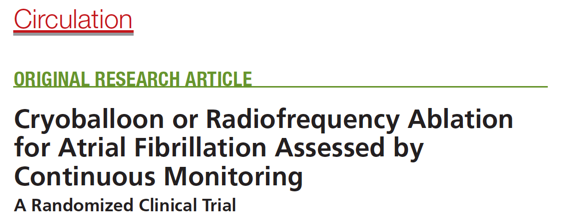 Circulation
ORIGINAL RESEARCH ARTICLE
Cryoballoon or Radiofrequency Ablation
for Atrial Fibrillation Assessed by
Continuous Monitoring
A Randomized Clinical Trial